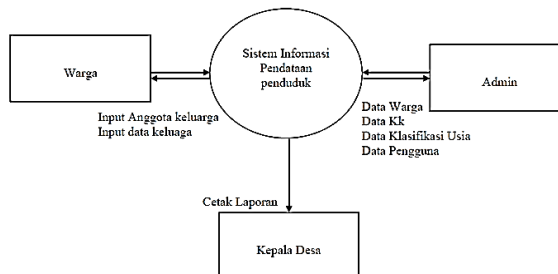 Sistem Informasi
Pendataan
penduduk
Warga
Admin
Input Anggota keluarga
Input data keluaga
Data Warga
Data Kk
Data Klasifikasi Usia
Data Pengguna
Cetak Laporan
Kepala Desa